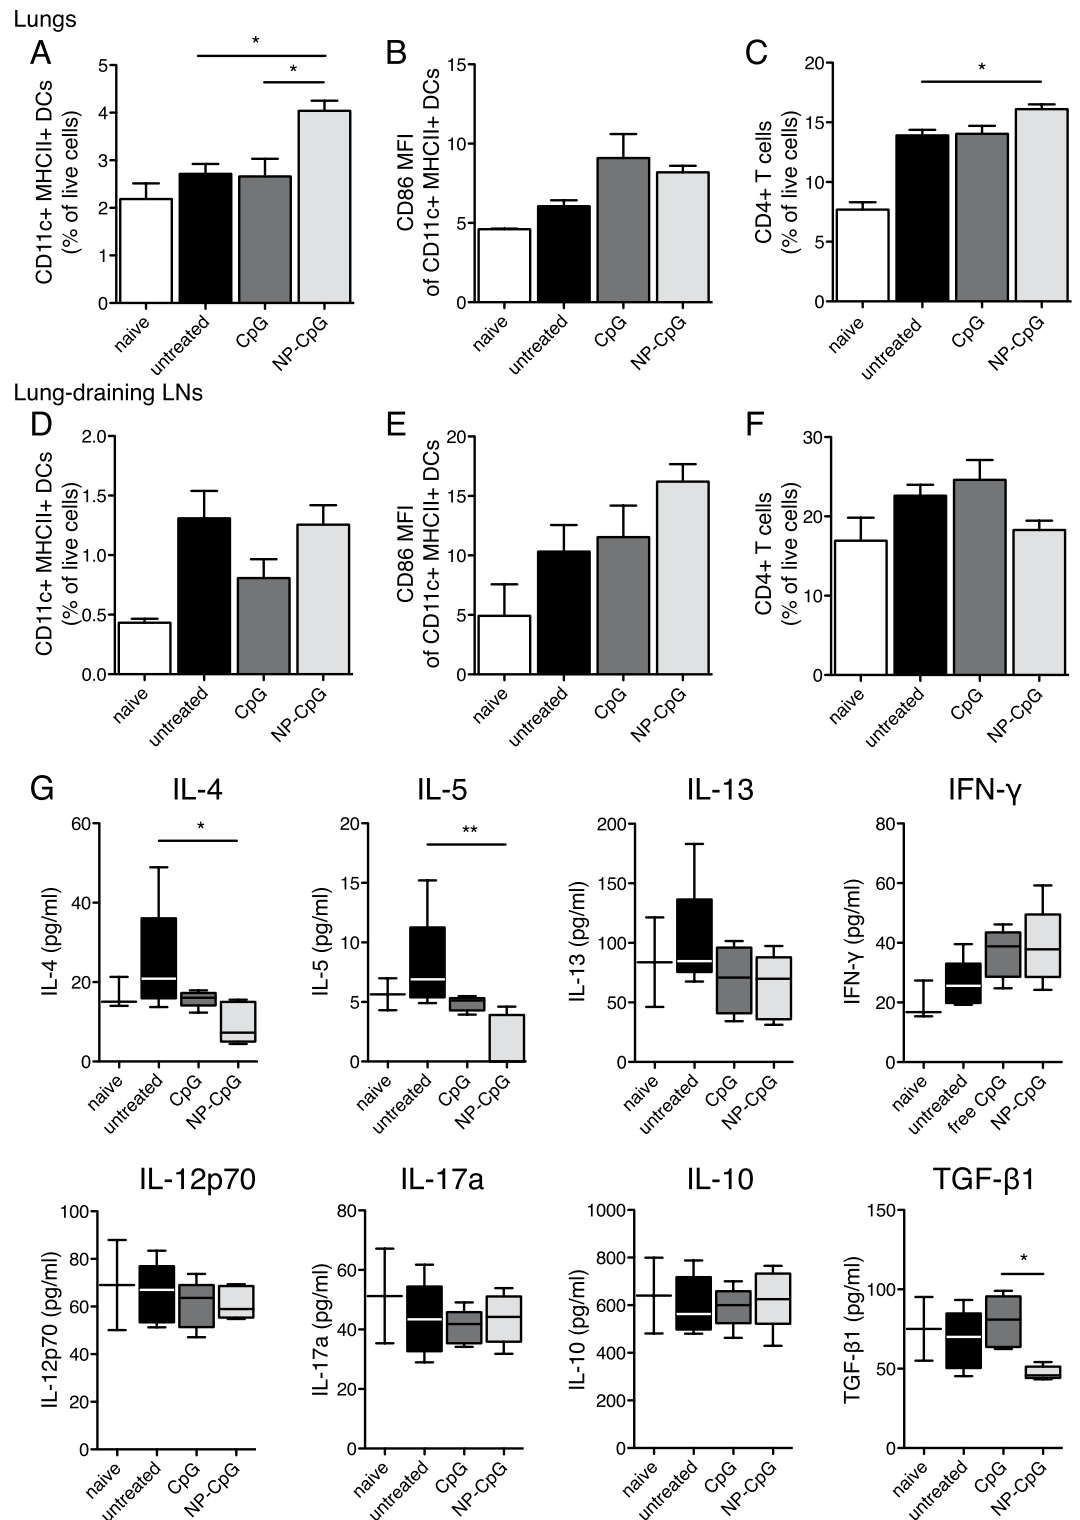 Lungs
A
CD11c+ MHCII+ DCs
(% of live cells)
5
4
3
2
1
0
*
*
naive
untreated
CpG
NP-CpG
B
CD86 MFI
of CD11c+ MHCII+ DCs
15
10
5
0
naive
untreated
CpG
NP-CpG
C
CD4+ T cells
(% of live cells)
20
15
10
5
0
*
naive
untreated
CpG
NP-CpG
Lung-draining LNs
D
CD11c+ MHCII+ DCs
(% of live cells)
2.0
1.5
1.0
0.5
0.0
naive
untreated
CpG
NP-CpG
E
CD86 MFI
of CD11c+ MHCII+ DCs
20
15
10
5
0
naive
untreated
CpG
NP-CpG
F
CD4+ T cells
(% of live cells)
30
20
10
0
naive
untreated
CpG
NP-CpG
G
IL-4
IL-4 (pg/ml)
60
40
20
0
*
naive
untreated
CpG
NP-CpG
IL-5
IL-5 (pg/ml)
20
15
10
5
0
**
naive
untreated
CpG
NP-CpG
IL-13
IL-13 (pg/ml)
200
150
100
50
0
naive
untreated
CpG
NP-CpG
IFN-γ
IFN-γ (pg/ml)
80
60
40
20
0
naive
untreated
free CpG
NP-CpG
IL-12p70
IL-12p70 (pg/ml)
100
80
60
40
20
0
naive
untreated
CpG
NP-CpG
IL-17a
IL-17a (pg/ml)
80
60
40
20
0
naive
untreated
CpG
NP-CpG
IL-10
IL-10 (pg/ml)
1000
800
600
400
200
0
naive
untreated
CpG
NP-CpG
TGF-β1
TGF-β1 (pg/ml)
150
100
50
0
*
naive
untreated
CpG
NP-CpG